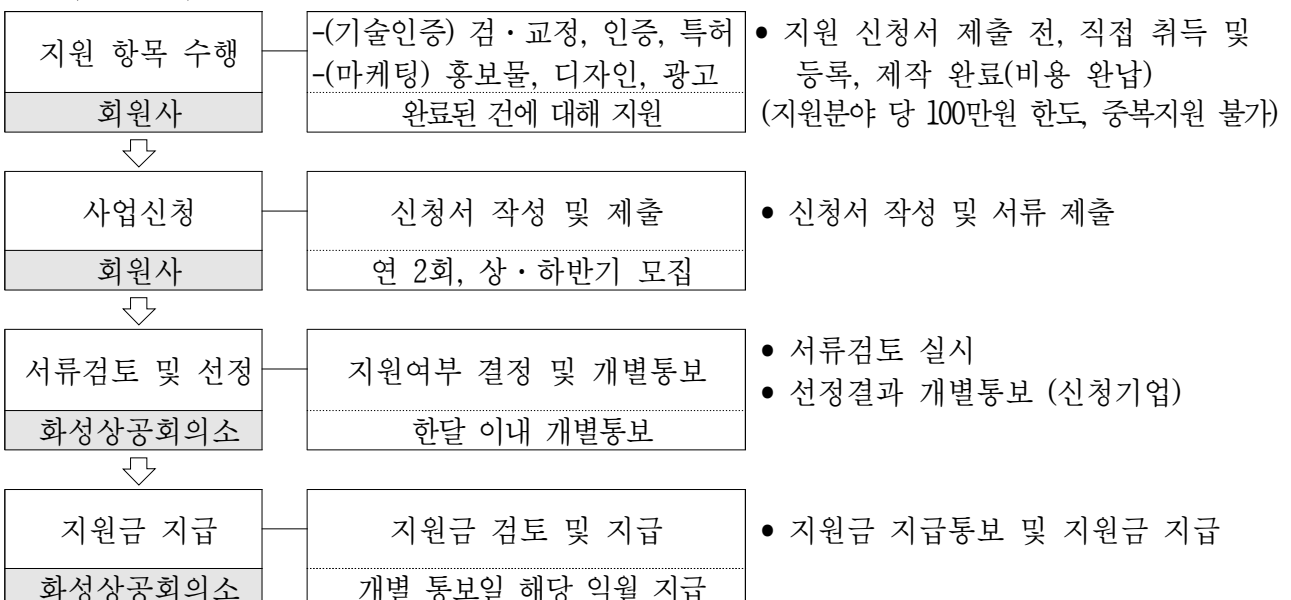 지원 항목 수행
회원사
-(기술인증) 검·교정, 인증, 특허
-(마케팅) 홍보물, 디자인, 광고
완료된 건에 대해 지원
• 지원 신청서 제출 전, 직접 취득 및
등록, 제작 완료(비용 완납)
(지원분야 당 100만원 한도, 중복지원 불가)
사업신청
회원사
신청서 작성 및 제출
연 2회, 상·하반기 모집
• 신청서 작성 및 서류 제출
서류검토 및 선정
화성상공회의소
지원여부 결정 및 개별통보
한달 이내 개별통보
• 서류검토 실시
• 선정결과 개별통보 (신청기업)
지원금 지급
화성상공회의소
지원금 검토 및 지급
개별 통보일 해당 익월 지급
• 지원금 지급통보 및 지원금 지급